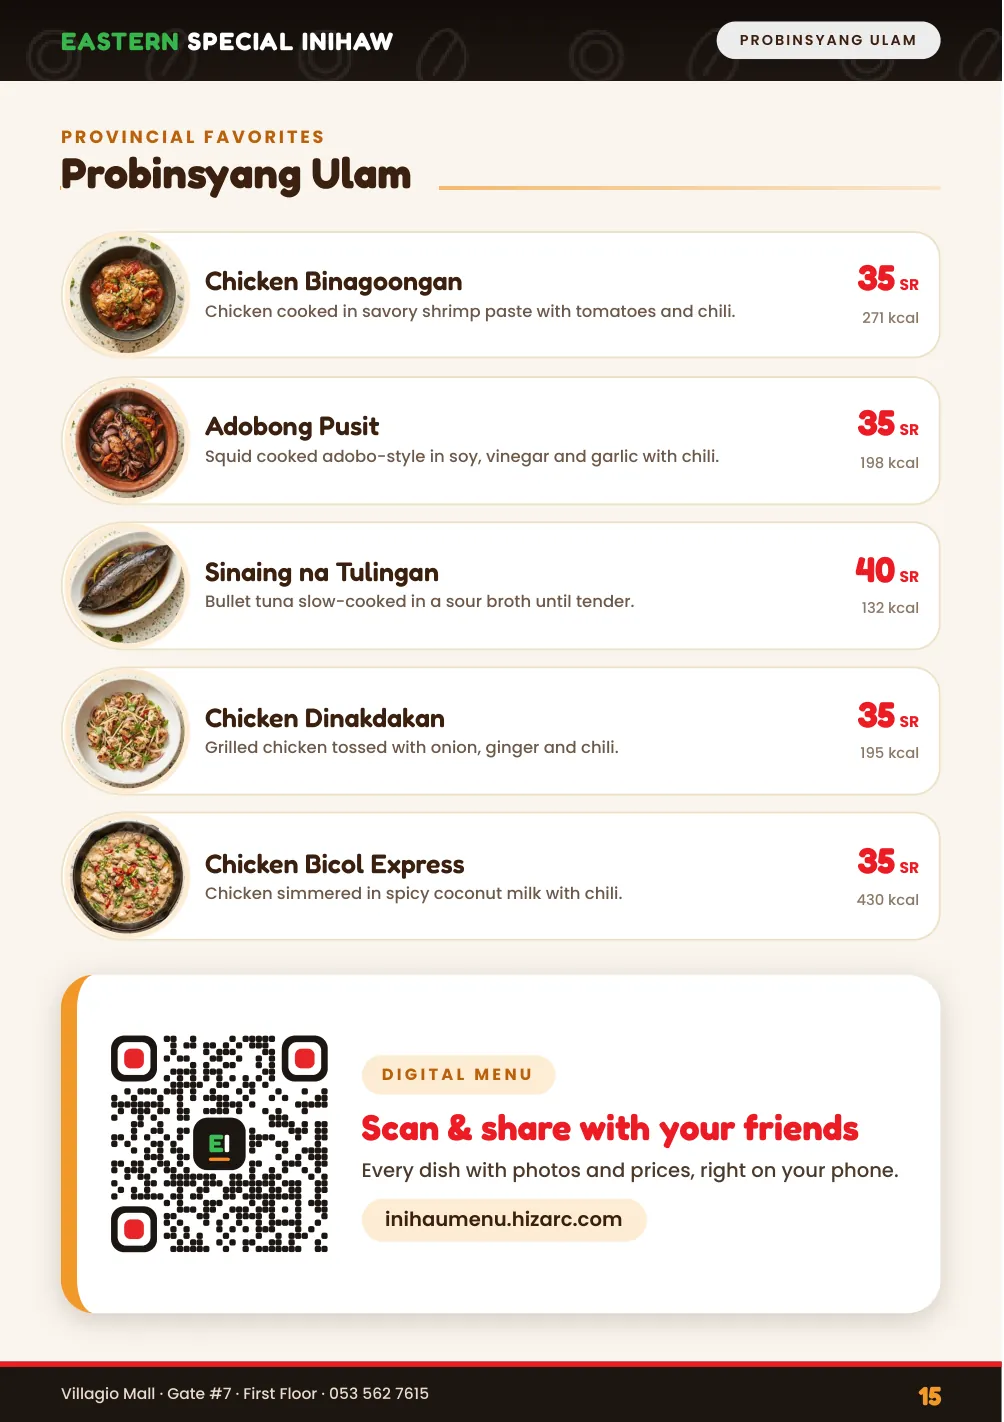 EASTERN SPECIAL INIHAW
PROBINSYANG ULAM
PROVINCIAL FAVORITES
Probinsyang Ulam
Chicken Binagoongan
Chicken cooked in savory shrimp paste with tomatoes and chili.
35 SR
271 kcal
Adobong Pusit
Squid cooked adobo-style in soy, vinegar and garlic with chili.
35 SR
198 kcal
Sinaing na Tulingan
Bullet tuna slow-cooked in a sour broth until tender.
40 SR
132 kcal
Chicken Dinakdakan
Grilled chicken tossed with onion, ginger and chili.
35 SR
195 kcal
Chicken Bicol Express
Chicken simmered in spicy coconut milk with chili.
35 SR
430 kcal
EI
DIGITAL MENU
Scan & share with your friends
Every dish with photos and prices, right on your phone.
inihaumenu.hizarc.com
Villagio Mall · Gate #7 · First Floor · 053 562 7615
15